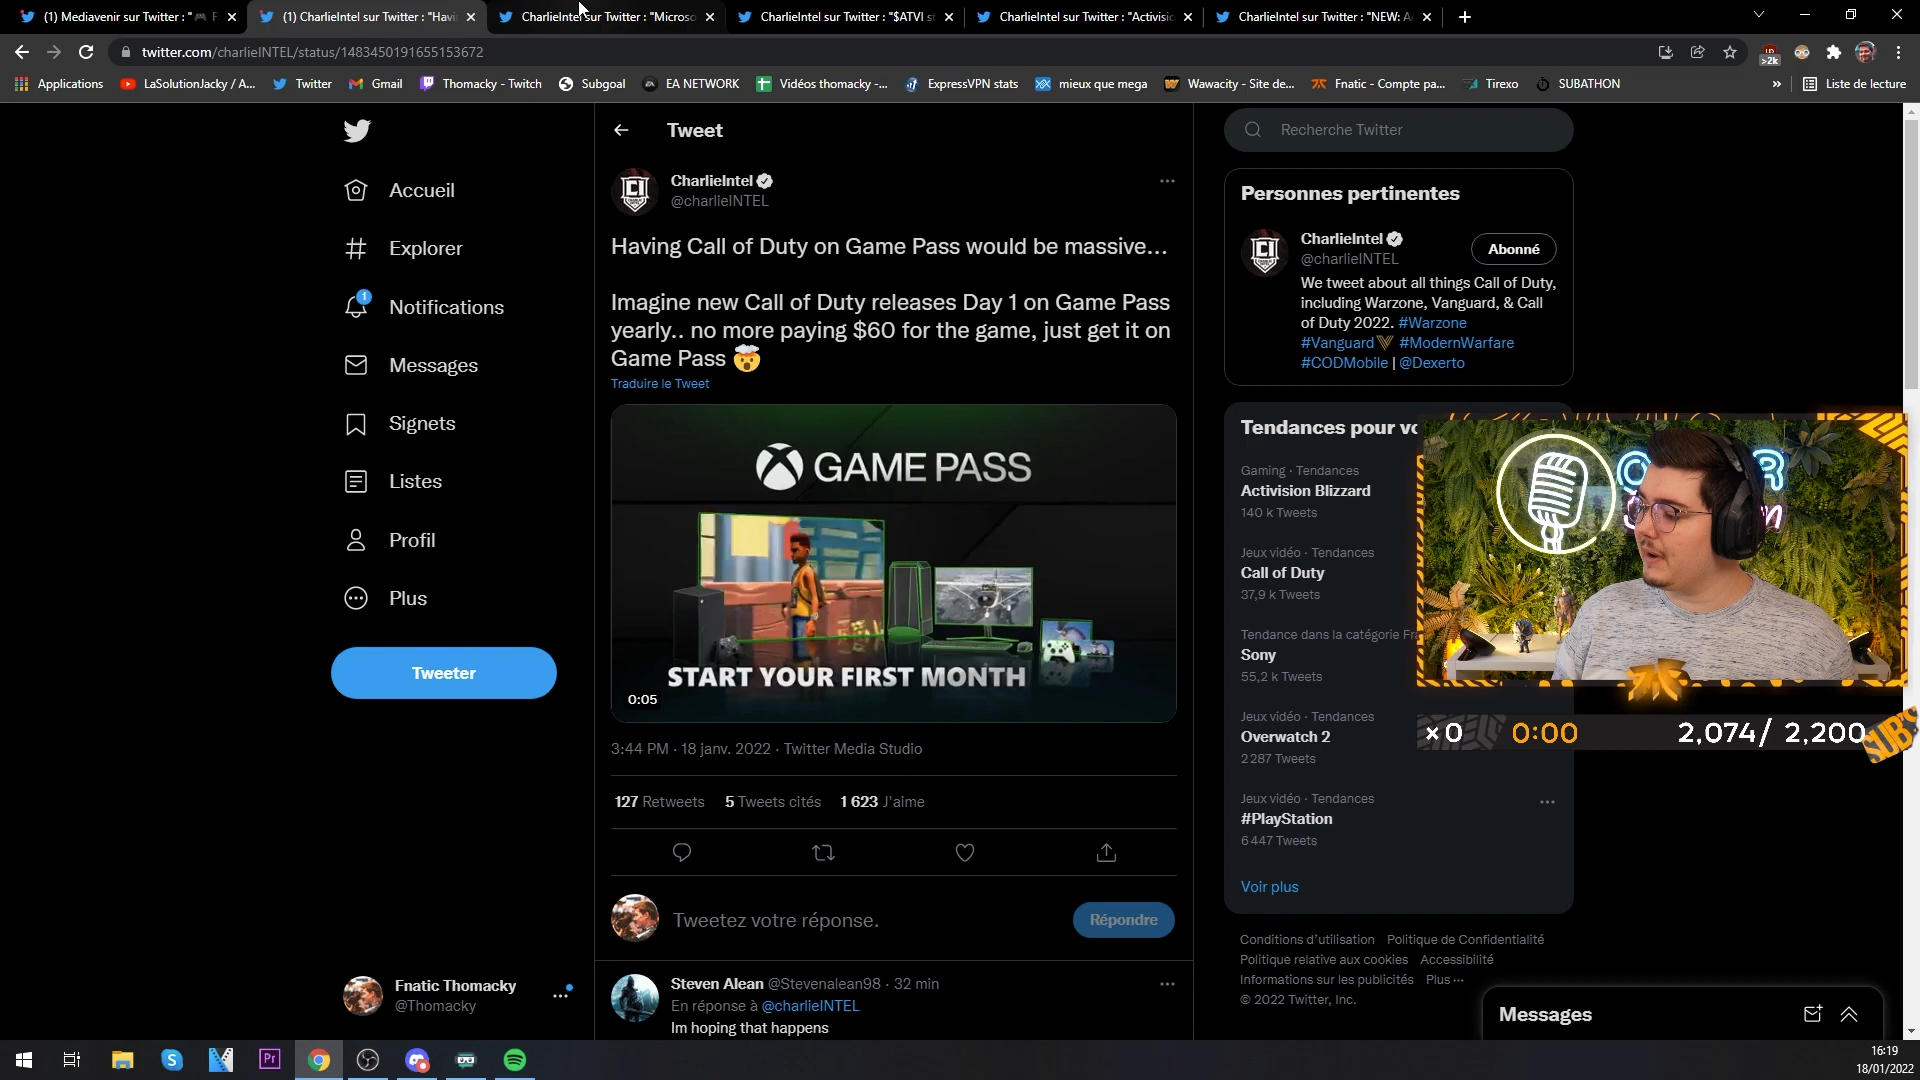 (1) Mediavenir sur Twitter : "🎮 F
(1) CharlieIntel sur Twitter : "Havi
CharlieIntel sur Twitter : "Micros
CharlieIntel sur Twitter : "$ATVI s
CharlieIntel sur Twitter : "Activisi
CharlieIntel sur Twitter : "NEW: A
twitter.com/charlieINTEL/status/1483450191655153672
>2k
Applications
LaSolutionJacky / A...
Twitter
Gmail
Thomacky - Twitch
Subgoal
EA NETWORK
Vidéos thomacky -...
ExpressVPN stats
mieux que mega
Wawacity - Site de...
Fnatic - Compte pa...
Tirexo
SUBATHON
»
Liste de lecture
Accueil
Explorer
1
Notifications
Messages
Signets
Listes
Profil
Plus
Tweeter
Fnatic Thomacky
@Thomacky
Tweet
CharlieIntel
@charlieINTEL
Having Call of Duty on Game Pass would be massive...
Imagine new Call of Duty releases Day 1 on Game Pass
yearly.. no more paying $60 for the game, just get it on
Game Pass 🤯
Traduire le Tweet
GAME PASS
START YOUR FIRST MONTH
0:05
3:44 PM · 18 janv. 2022 · Twitter Media Studio
127 Retweets 5 Tweets cités 1 623 J'aime
Tweetez votre réponse.
Répondre
Steven Alean @Stevenalean98 · 32 min
En réponse à @charlieINTEL
Im hoping that happens
Recherche Twitter
Personnes pertinentes
CharlieIntel
@charlieINTEL
Abonné
We tweet about all things Call of Duty,
including Warzone, Vanguard, & Call
of Duty 2022. #Warzone
#Vanguard #ModernWarfare
#CODMobile | @Dexerto
Tendances pour vo
Gaming · Tendances
Activision Blizzard
140 k Tweets
Jeux vidéo · Tendances
Call of Duty
37,9 k Tweets
Tendance dans la catégorie Fra
Sony
55,2 k Tweets
Jeux vidéo · Tendances
Overwatch 2
2 287 Tweets
Jeux vidéo · Tendances
#PlayStation
6 447 Tweets
Voir plus
×0 0:00 2,074/ 2,200
SUB'S
Conditions d'utilisation Politique de Confidentialité
Politique relative aux cookies Accessibilité
Informations sur les publicités Plus ···
© 2022 Twitter, Inc.
Messages
16:19
18/01/2022